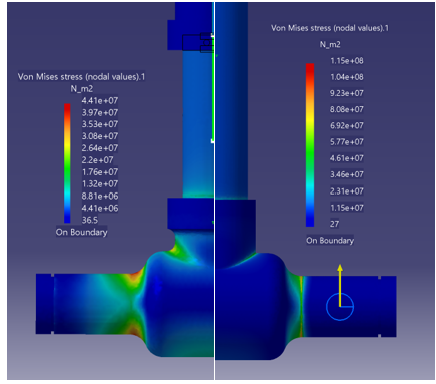 Von Mises stress (nodal values).1
N_m2
4.41e+07
3.97e+07
3.53e+07
3.08e+07
2.64e+07
2.2e+07
1.76e+07
1.32e+07
8.81e+06
4.41e+06
36.5
On Boundary
Von Mises stress (nodal values).1
N_m2
1.15e+08
1.04e+08
9.23e+07
8.08e+07
6.92e+07
5.77e+07
4.61e+07
3.46e+07
2.31e+07
1.15e+07
27
On Boundary